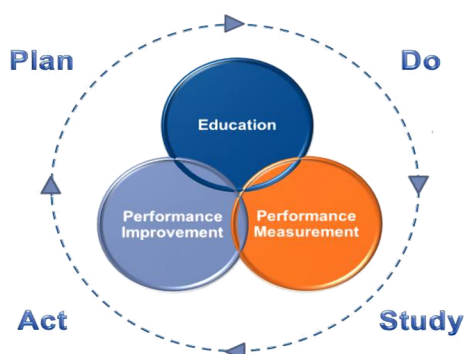 Plan
Do
Education
Performance
Improvement
Performance
Measurement
Act
Study